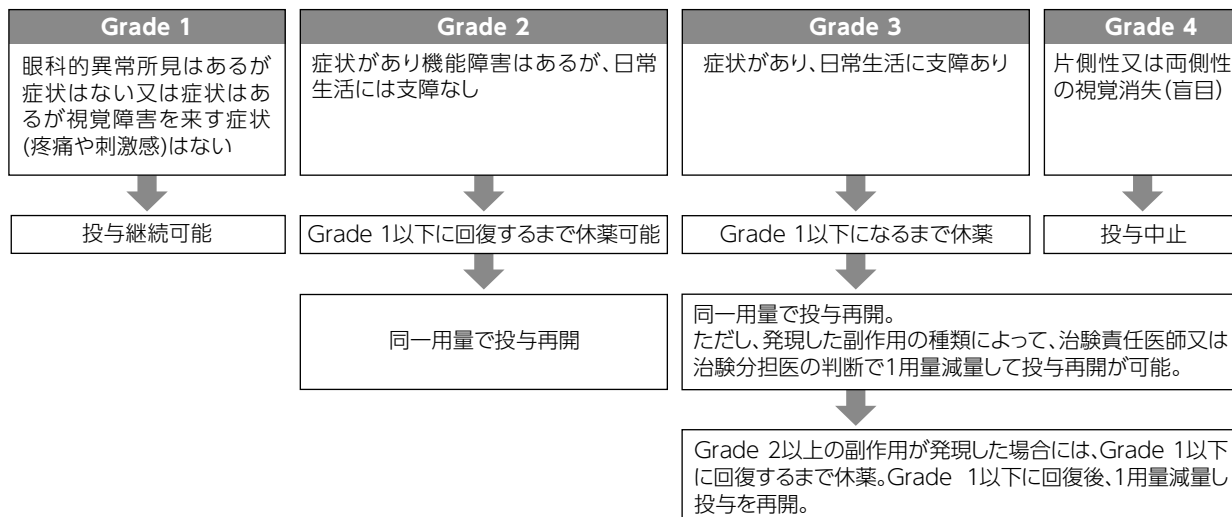 Grade 1
眼科的異常所見はあるが
症状はない又は症状はあ
るが視覚障害を来す症状
(疼痛や刺激感)はない
投与継続可能
Grade 2
症状があり機能障害はあるが、日常
生活には支障なし
Grade 1以下に回復するまで休薬可能
同一用量で投与再開
Grade 3
症状があり、日常生活に支障あり
Grade 1以下になるまで休薬
同一用量で投与再開。
ただし、発現した副作用の種類によって、治験責任医師又は
治験分担医の判断で1用量減量して投与再開が可能。
Grade 2以上の副作用が発現した場合には、Grade 1以下
に回復するまで休薬。Grade 1以下に回復後、1用量減量し
投与を再開。
Grade 4
片側性又は両側性
の視覚消失(盲目)
投与中止